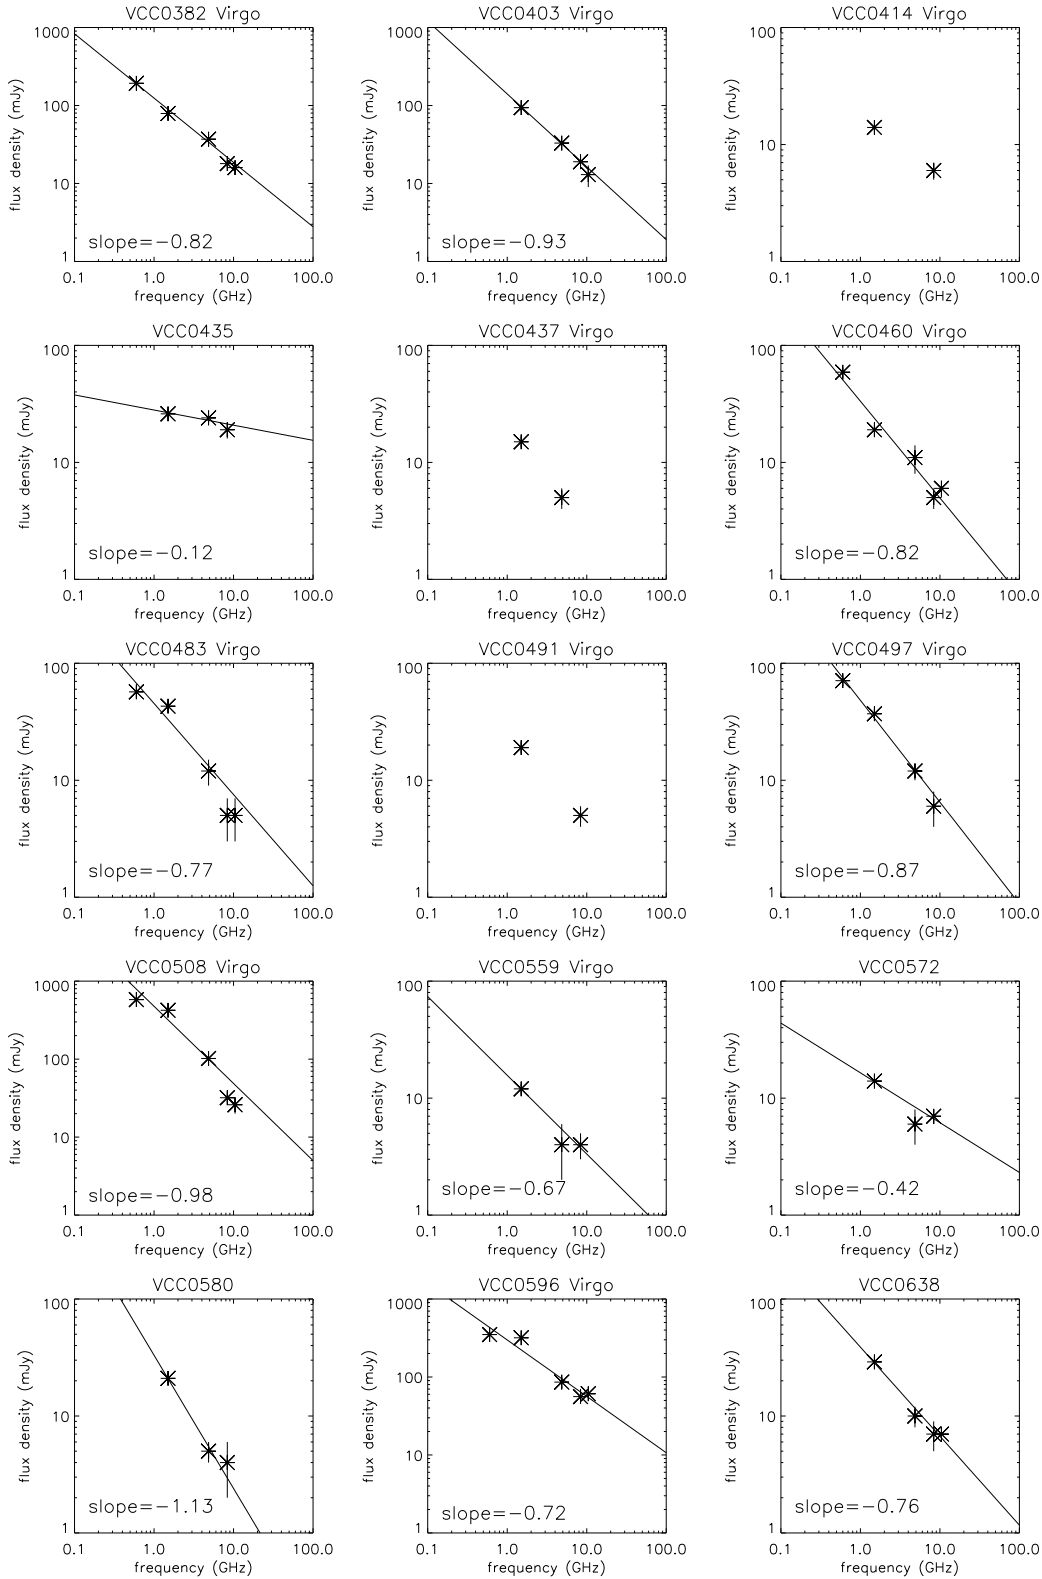 VCC0382 Virgo
1000
100
10
1
flux density (mJy)
slope=−0.82
0.1 1.0 10.0 100.0
frequency (GHz)
VCC0403 Virgo
1000
100
10
1
flux density (mJy)
slope=−0.93
0.1 1.0 10.0 100.0
frequency (GHz)
VCC0414 Virgo
100
10
1
flux density (mJy)
0.1 1.0 10.0 100.0
frequency (GHz)
VCC0435
100
10
1
flux density (mJy)
slope=−0.12
0.1 1.0 10.0 100.0
frequency (GHz)
VCC0437 Virgo
100
10
1
flux density (mJy)
0.1 1.0 10.0 100.0
frequency (GHz)
VCC0460 Virgo
100
10
1
flux density (mJy)
slope=−0.82
0.1 1.0 10.0 100.0
frequency (GHz)
VCC0483 Virgo
100
10
1
flux density (mJy)
slope=−0.77
0.1 1.0 10.0 100.0
frequency (GHz)
VCC0491 Virgo
100
10
1
flux density (mJy)
0.1 1.0 10.0 100.0
frequency (GHz)
VCC0497 Virgo
100
10
1
flux density (mJy)
slope=−0.87
0.1 1.0 10.0 100.0
frequency (GHz)
VCC0508 Virgo
1000
100
10
1
flux density (mJy)
slope=−0.98
0.1 1.0 10.0 100.0
frequency (GHz)
VCC0559 Virgo
100
10
1
flux density (mJy)
slope=−0.67
0.1 1.0 10.0 100.0
frequency (GHz)
VCC0572
100
10
1
flux density (mJy)
slope=−0.42
0.1 1.0 10.0 100.0
frequency (GHz)
VCC0580
100
10
1
flux density (mJy)
slope=−1.13
0.1 1.0 10.0 100.0
frequency (GHz)
VCC0596 Virgo
1000
100
10
1
flux density (mJy)
slope=−0.72
0.1 1.0 10.0 100.0
frequency (GHz)
VCC0638
100
10
1
flux density (mJy)
slope=−0.76
0.1 1.0 10.0 100.0
frequency (GHz)